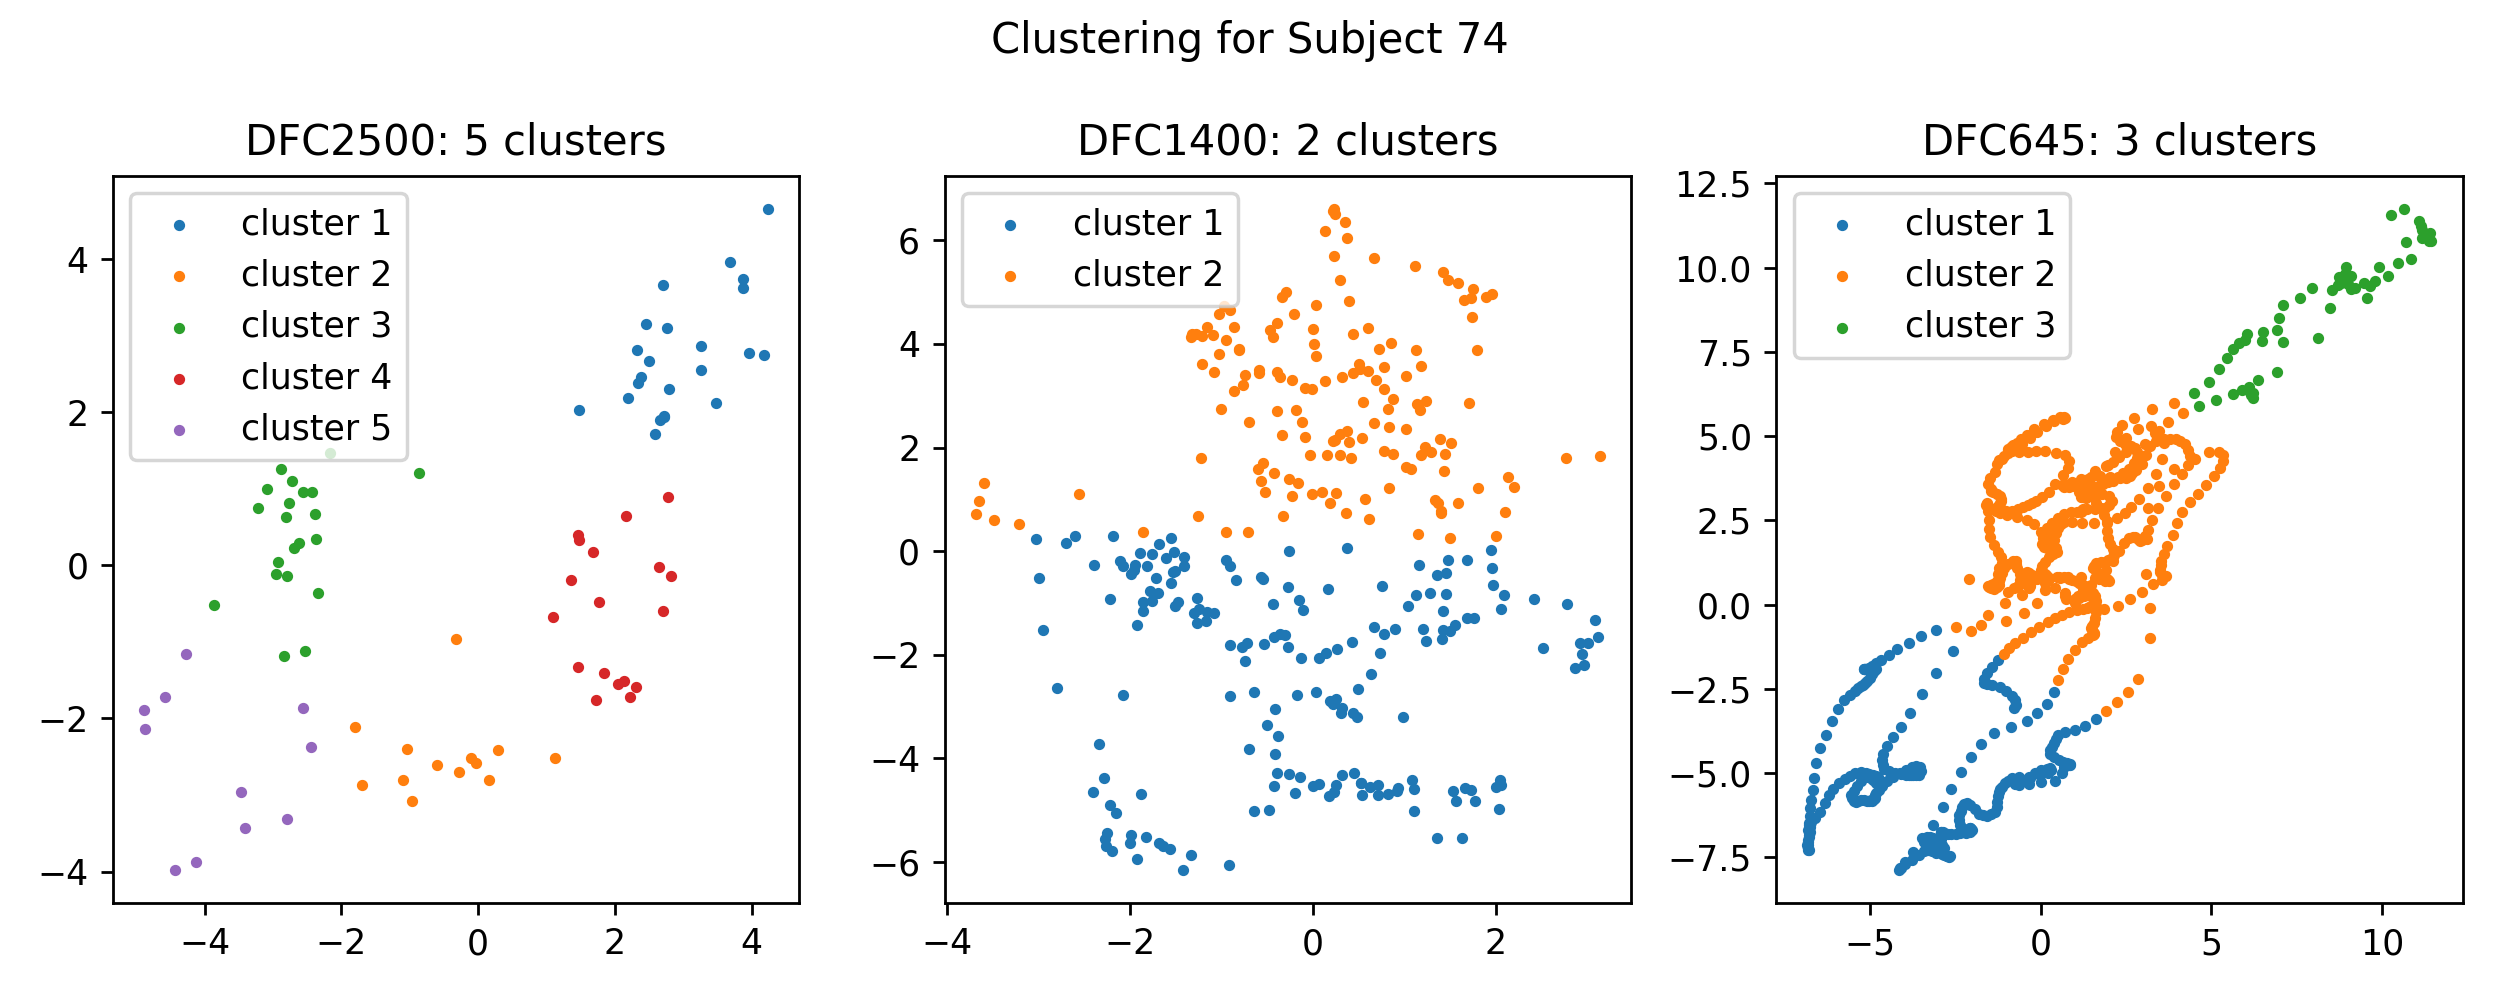 Clustering for Subject 74
DFC2500: 5 clusters
cluster 1
cluster 2
cluster 3
cluster 4
cluster 5
4
2
0
−2
−4
−4
−2
0
2
4
DFC1400: 2 clusters
cluster 1
cluster 2
6
4
2
0
−2
−4
−6
−4
−2
0
2
DFC645: 3 clusters
cluster 1
cluster 2
cluster 3
12.5
10.0
7.5
5.0
2.5
0.0
−2.5
−5.0
−7.5
−5
0
5
10